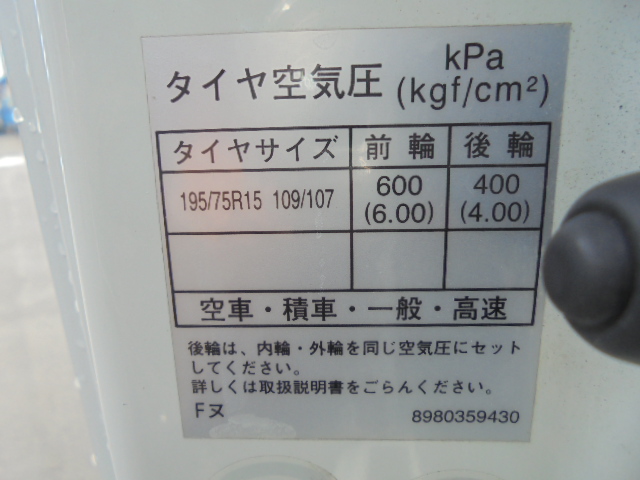 タイヤ空気圧 kPa
(kgf/cm²)
タイヤサイズ 前輪 後輪
195/75R15 109/107 600 400
(6.00) (4.00)
空車・積車・一般・高速
後輪は、内輪・外輪を同じ空気圧にセット
してください。
詳しくは取扱説明書をごらんください。
Fヌ 8980359430